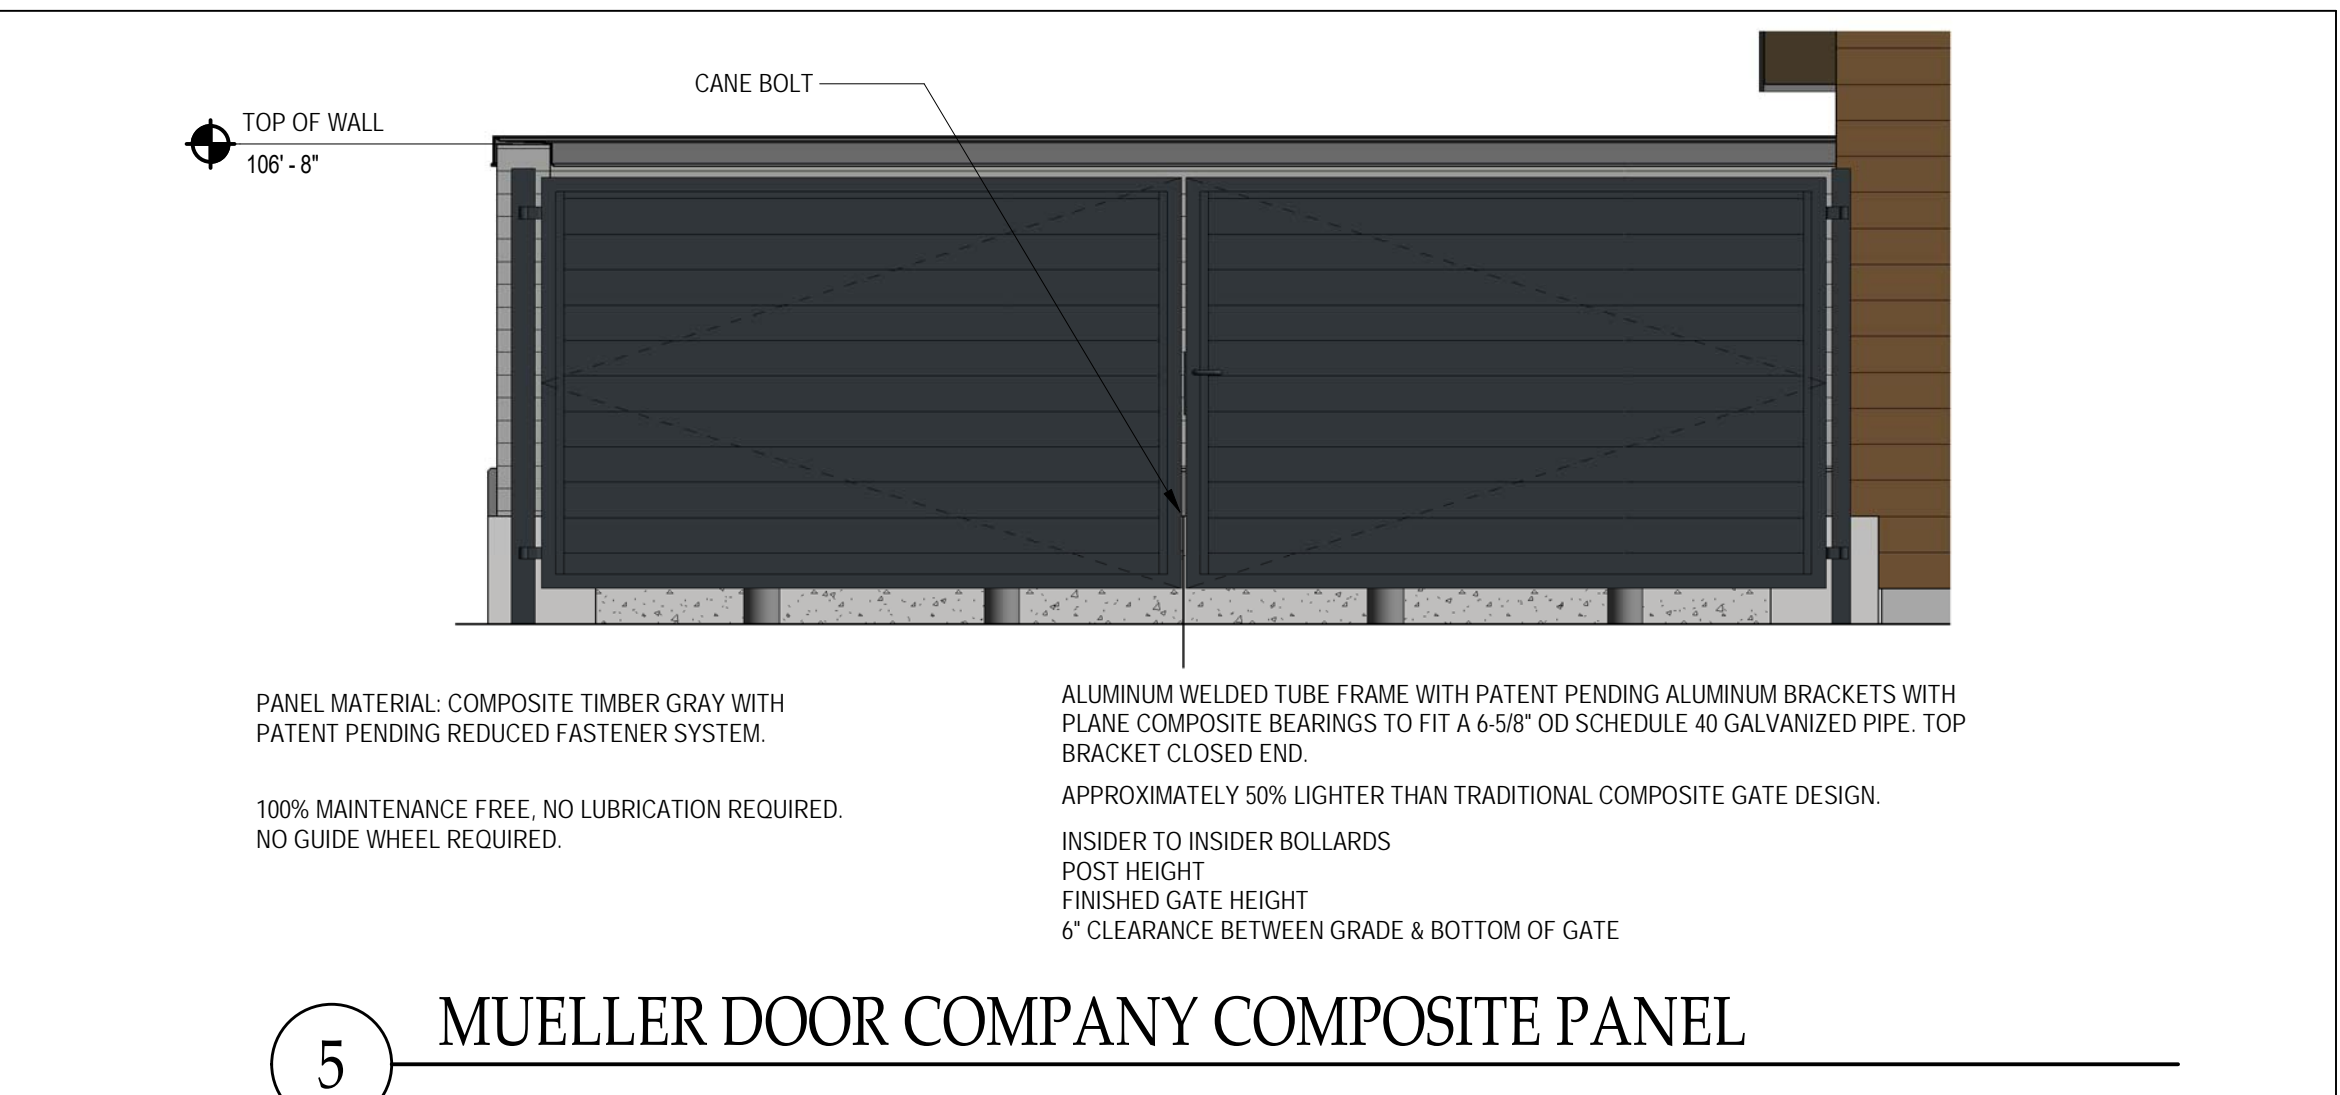 CANE BOLT
TOP OF WALL
106' - 8"
PANEL MATERIAL: COMPOSITE TIMBER GRAY WITH
PATENT PENDING REDUCED FASTENER SYSTEM.
100% MAINTENANCE FREE, NO LUBRICATION REQUIRED.
NO GUIDE WHEEL REQUIRED.
ALUMINUM WELDED TUBE FRAME WITH PATENT PENDING ALUMINUM BRACKETS WITH
PLANE COMPOSITE BEARINGS TO FIT A 6-5/8" OD SCHEDULE 40 GALVANIZED PIPE. TOP
BRACKET CLOSED END.
APPROXIMATELY 50% LIGHTER THAN TRADITIONAL COMPOSITE GATE DESIGN.
INSIDER TO INSIDER BOLLARDS
POST HEIGHT
FINISHED GATE HEIGHT
6" CLEARANCE BETWEEN GRADE & BOTTOM OF GATE
5
MUELLER DOOR COMPANY COMPOSITE PANEL